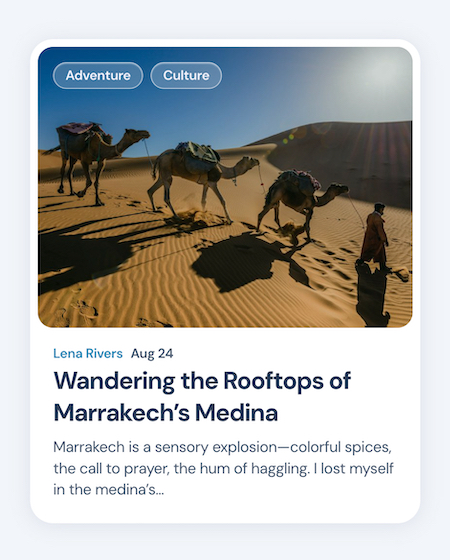 Adventure Culture
Lena Rivers Aug 24
Wandering the Rooftops of
Marrakech’s Medina
Marrakech is a sensory explosion—colorful spices,
the call to prayer, the hum of haggling. I lost myself
in the medina’s...